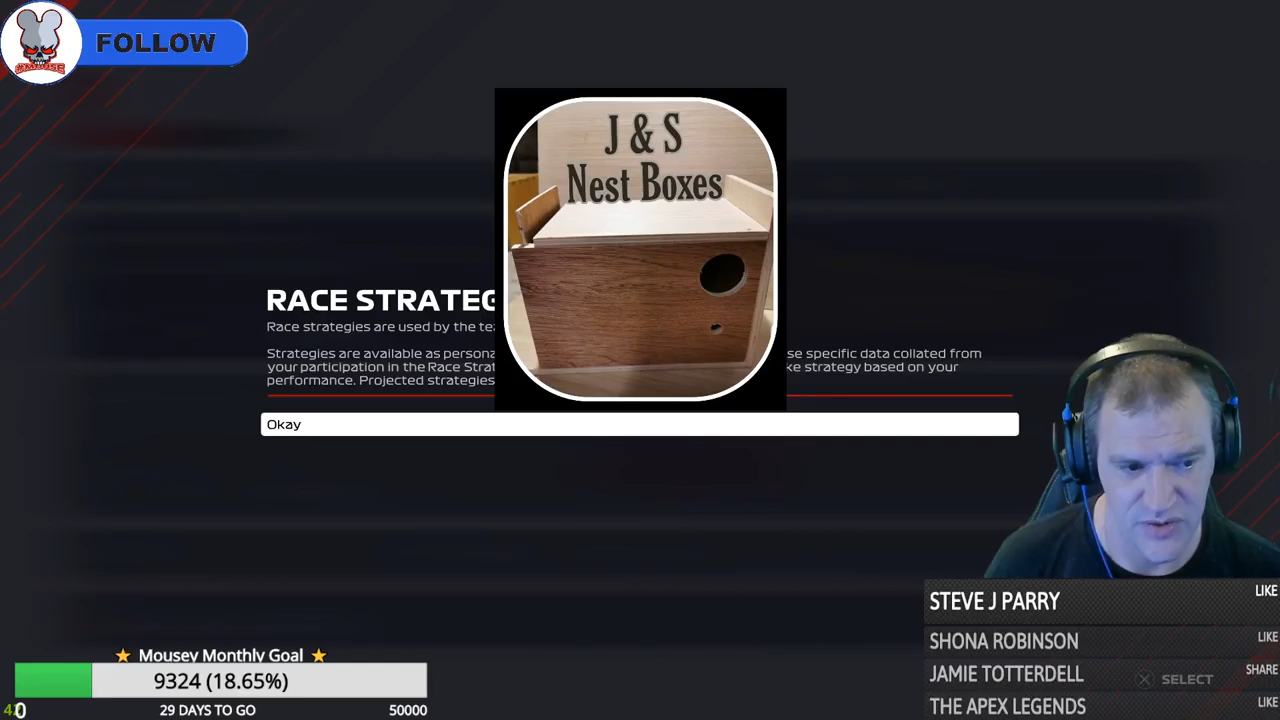 #MOUSE
FOLLOW
J & S
Nest Boxes
RACE STRATEG
Race strategies are used by the tea
Strategies are available as persona
se specific data collated from
your participation in the Race Strat
ke strategy based on your
performance. Projected strategies
Okay
STEVE J PARRY LIKE
SHONA ROBINSON LIKE
JAMIE TOTTERDELL SHARE
SELECT
THE APEX LEGENDS LIKE
Mousey Monthly Goal
9324 (18.65%)
0 29 DAYS TO GO 50000